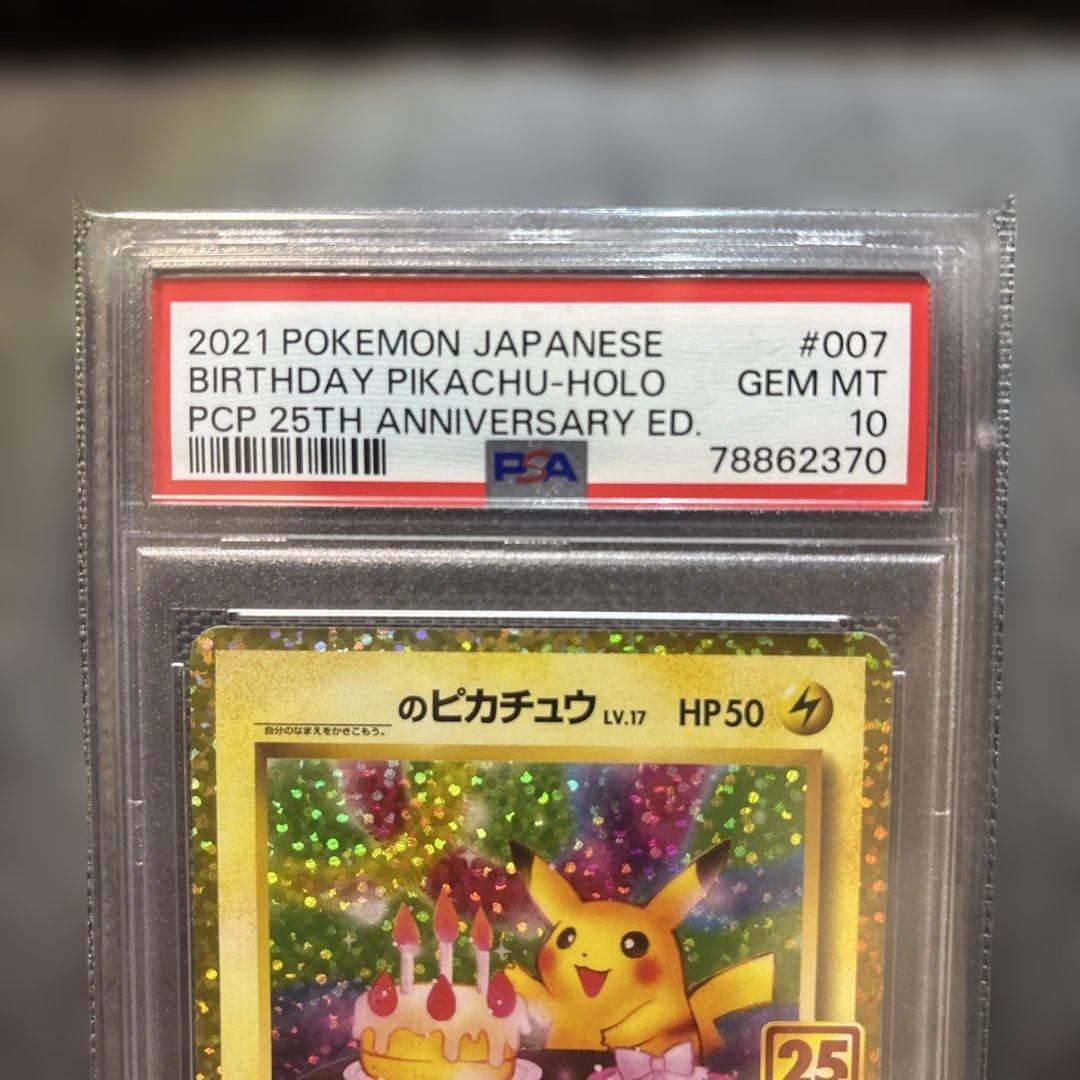 2021 POKEMON JAPANESE #007
BIRTHDAY PIKACHU-HOLO GEM MT
PCP 25TH ANNIVERSARY ED. 10
PSA 78862370
のピカチュウ LV.17 HP50
自分のなまえをかきこもう。
25